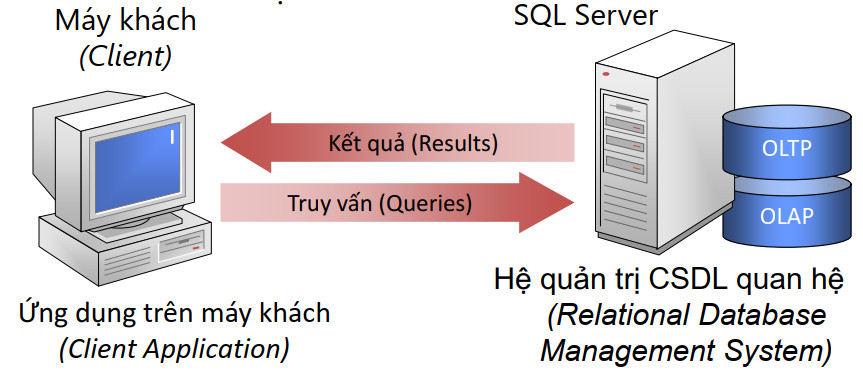 Máy khách
(Client)
SQL Server
Kết quả (Results)
Truy vấn (Queries)
OLTP
OLAP
Ứng dụng trên máy khách
(Client Application)
Hệ quản trị CSDL quan hệ
(Relational Database
Management System)